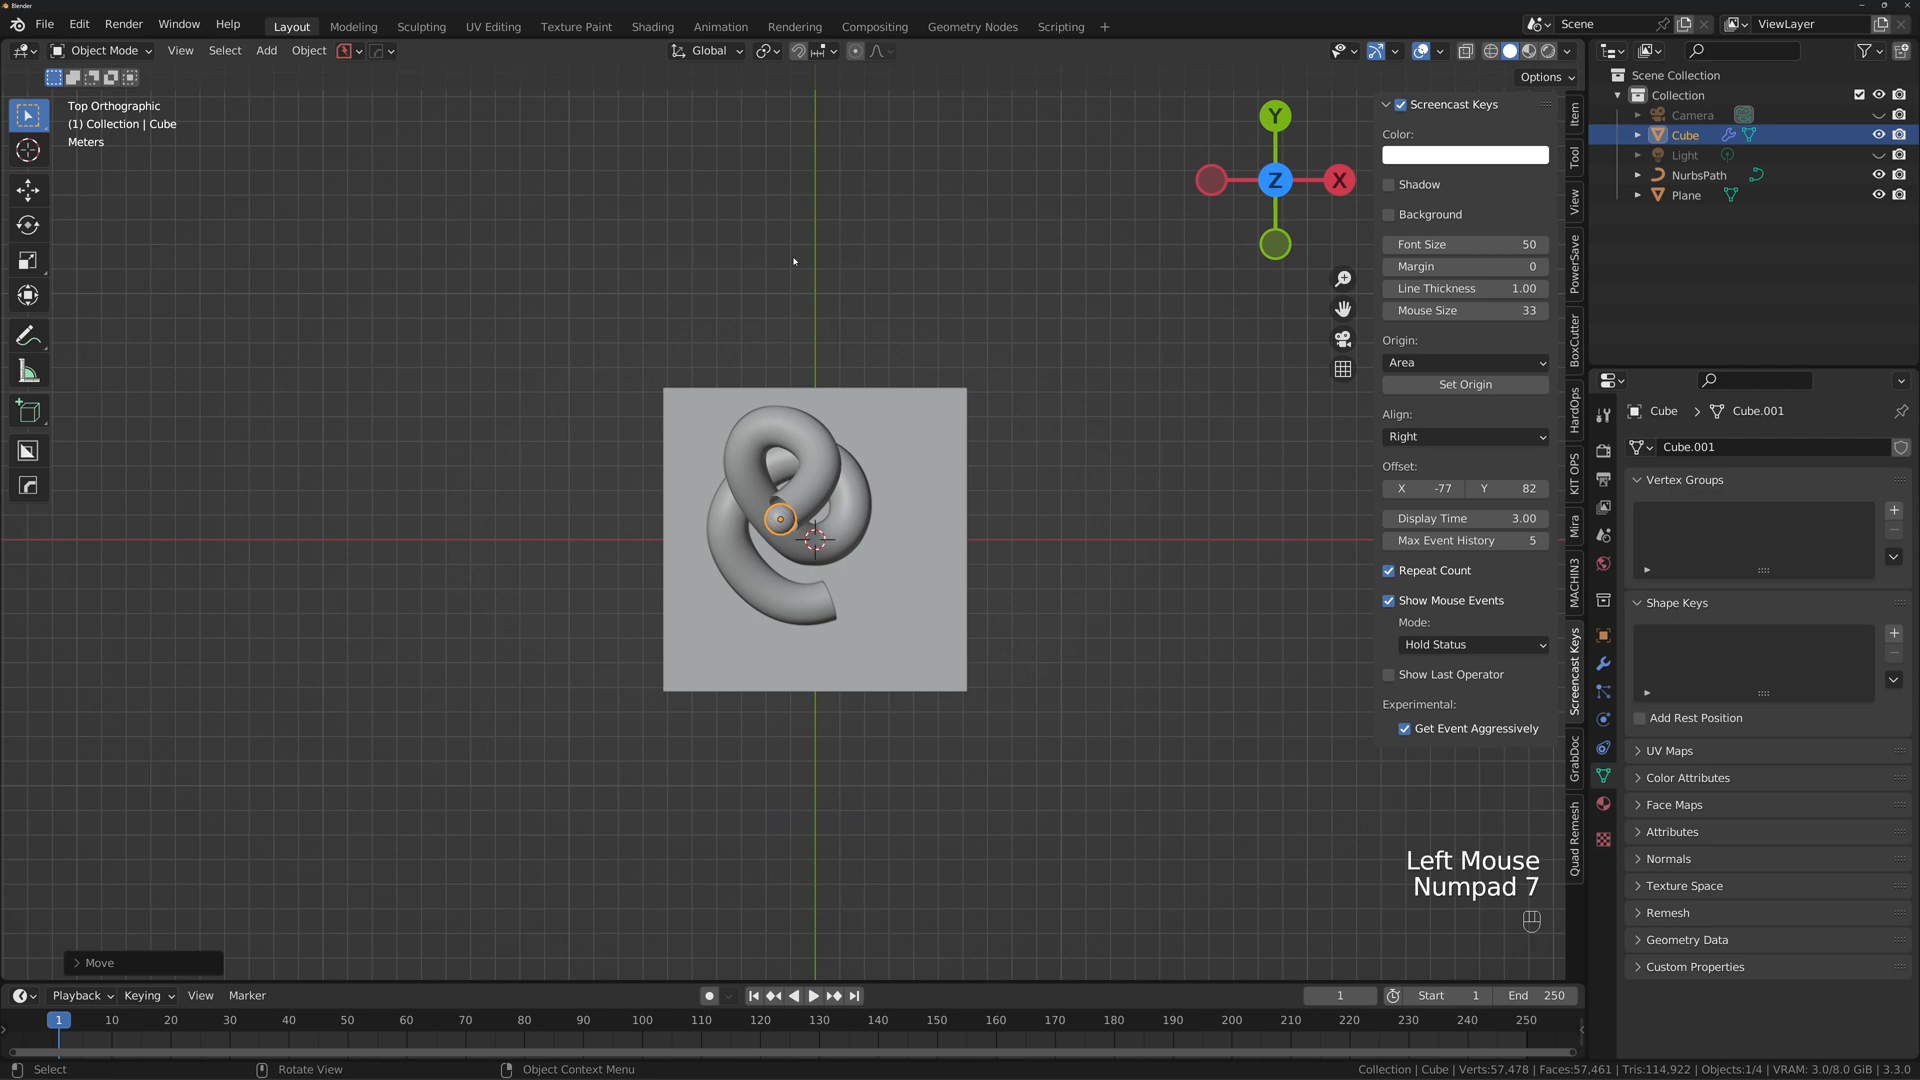 Blender
File Edit Render Window Help
Layout Modeling Sculpting UV Editing Texture Paint Shading Animation Rendering Compositing Geometry Nodes Scripting +
Scene
ViewLayer
Object Mode View Select Add Object
Global
Options
Top Orthographic
(1) Collection | Cube
Meters
Y
Z
X
Screencast Keys
Color:
Shadow
Background
Font Size 50
Margin 0
Line Thickness 1.00
Mouse Size 33
Origin:
Area
Set Origin
Align:
Right
Offset:
X -77 Y 82
Display Time 3.00
Max Event History 5
Repeat Count
Show Mouse Events
Mode:
Hold Status
Show Last Operator
Experimental:
Get Event Aggressively
Item
Tool
View
PowerSave
BoxCutter
HardOps
KIT OPS
Mira
MACHIN3
Screencast Keys
GrabDoc
Quad Remesh
Scene Collection
Collection
Camera
Cube
Light
NurbsPath
Plane
Cube > Cube.001
Cube.001
Vertex Groups
Shape Keys
Add Rest Position
UV Maps
Color Attributes
Face Maps
Attributes
Normals
Texture Space
Remesh
Geometry Data
Custom Properties
Left Mouse
Numpad 7
Move
Playback Keying View Marker
1 Start 1 End 250
1 10 20 30 40 50 60 70 80 90 100 110 120 130 140 150 160 170 180 190 200 210 220 230 240 250
Select Rotate View Object Context Menu
Collection | Cube | Verts:57,478 | Faces:57,461 | Tris:114,922 | Objects:1/4 | VRAM: 3.0/8.0 GiB | 3.3.0